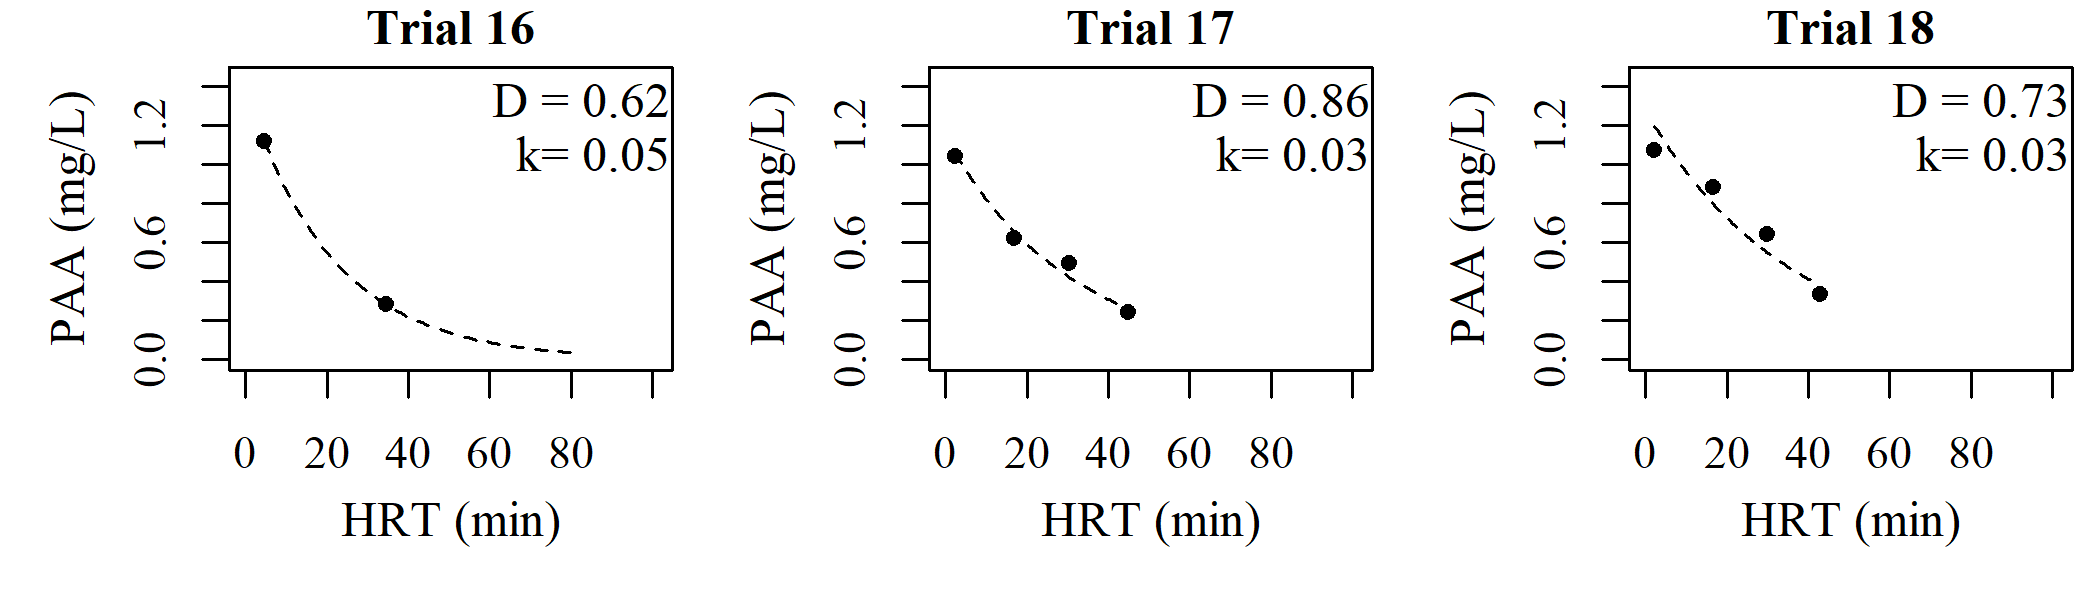 Trial 16
D = 0.62
k= 0.05
PAA (mg/L)
0.0 0.6 1.2
0 20 40 60 80
HRT (min)
Trial 17
D = 0.86
k= 0.03
PAA (mg/L)
0.0 0.6 1.2
0 20 40 60 80
HRT (min)
Trial 18
D = 0.73
k= 0.03
PAA (mg/L)
0.0 0.6 1.2
0 20 40 60 80
HRT (min)